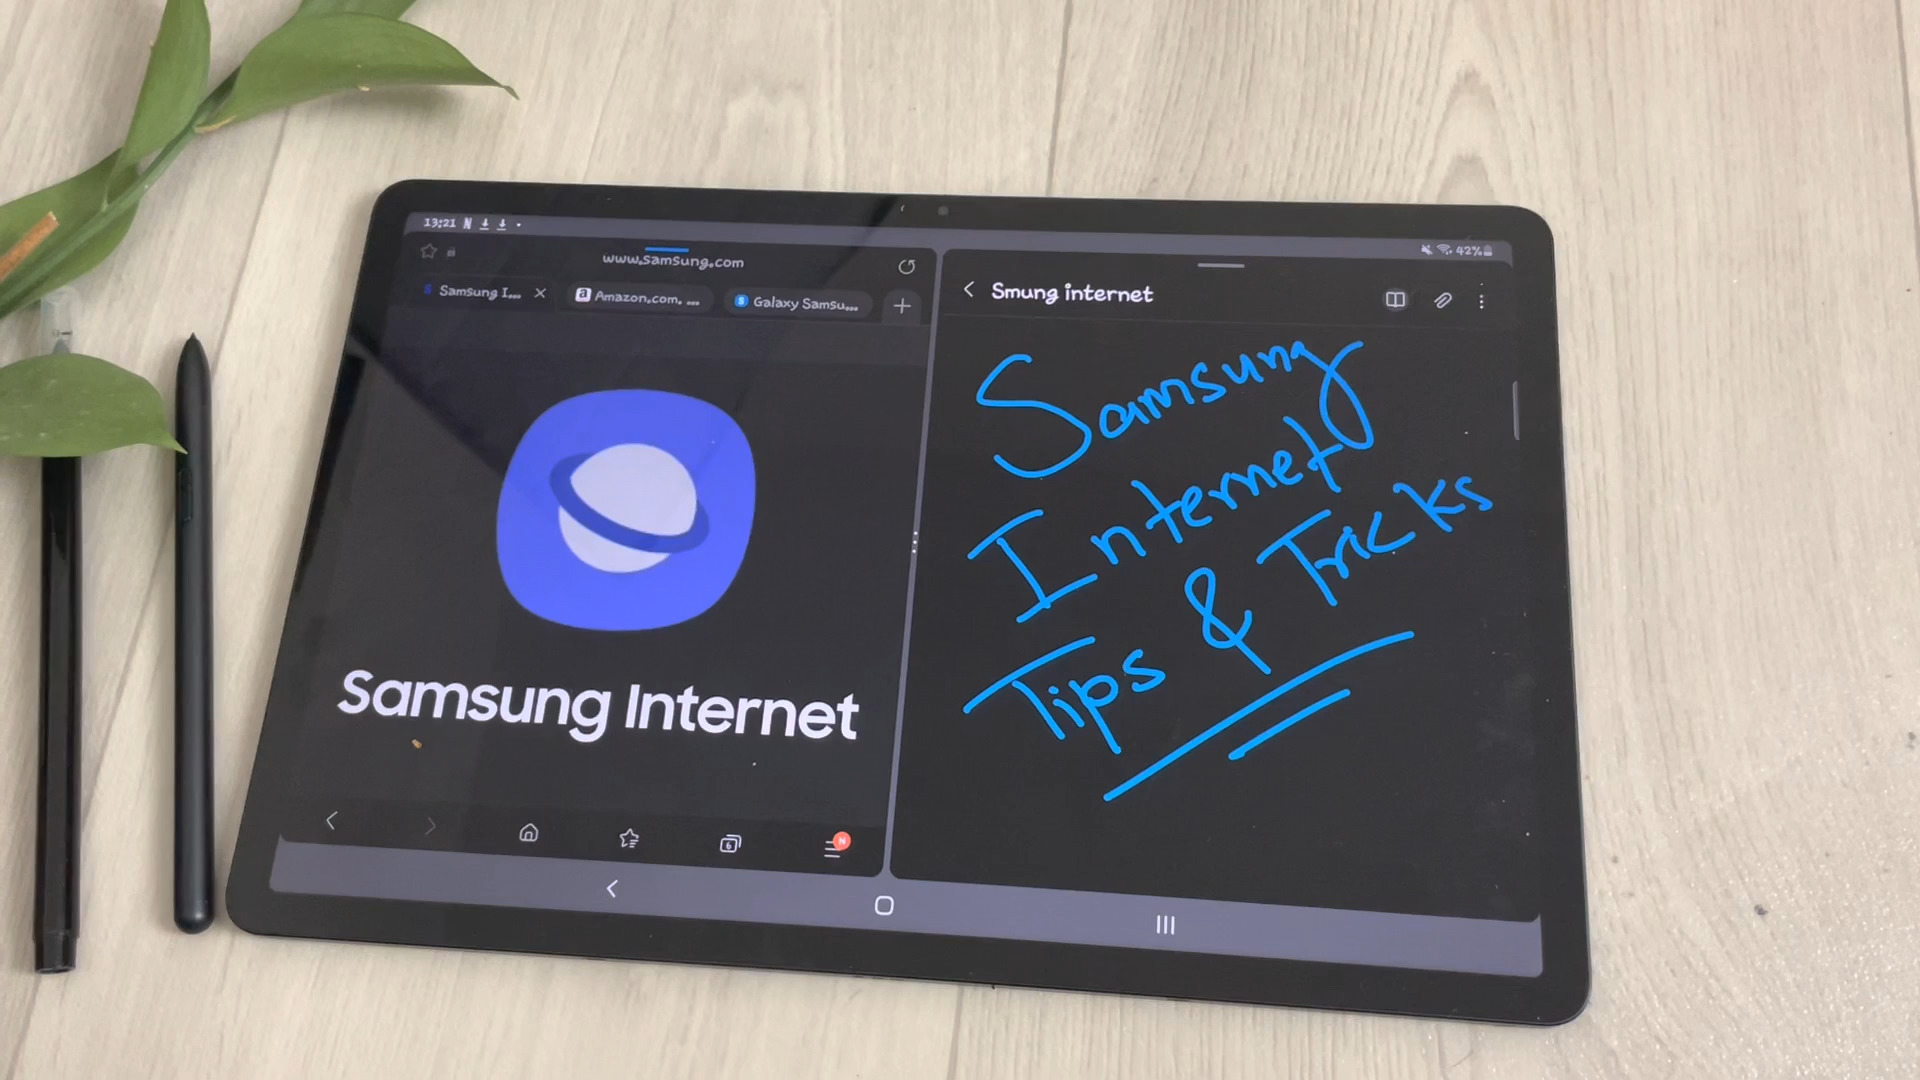 13:21
42%
www.samsung.com
Samsung I...
Amazon.com. ...
Galaxy Samsu...
Samsung Internet
6
N
Smung internet
Samsung
Internet
Tips & Tricks